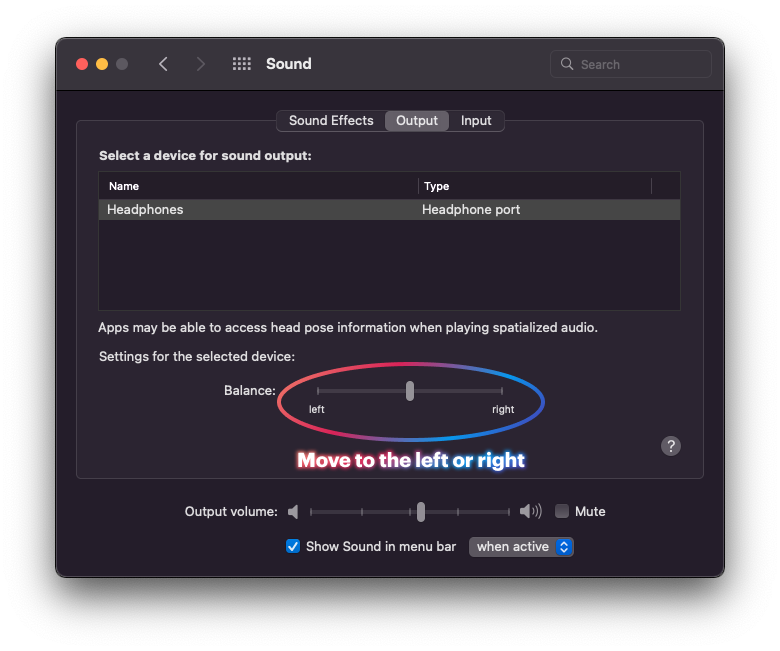 Sound
Search
Sound Effects Output Input
Select a device for sound output:
Name Type
Headphones Headphone port
Apps may be able to access head pose information when playing spatialized audio.
Settings for the selected device:
Balance:
left right
Move to the left or right
?
Output volume: Mute
Show Sound in menu bar when active